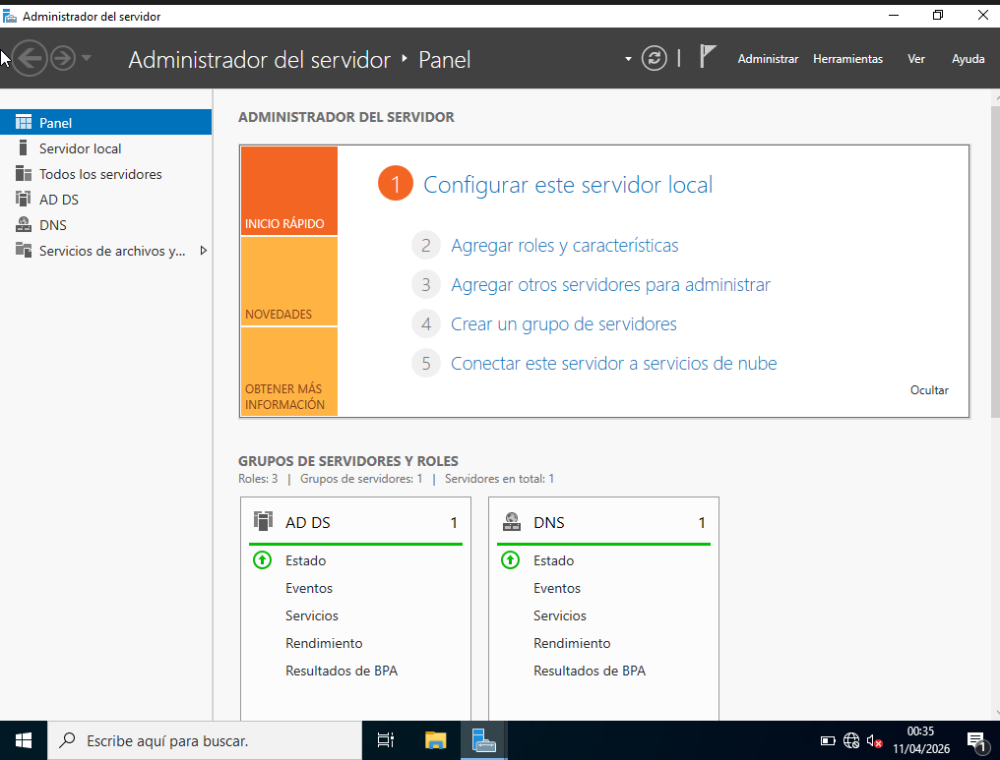 Administrador del servidor
Administrador del servidor ‣ Panel
Administrar Herramientas Ver Ayuda
Panel
Servidor local
Todos los servidores
AD DS
DNS
Servicios de archivos y...
ADMINISTRADOR DEL SERVIDOR
INICIO RÁPIDO
NOVEDADES
OBTENER MÁS
INFORMACIÓN
1 Configurar este servidor local
2 Agregar roles y características
3 Agregar otros servidores para administrar
4 Crear un grupo de servidores
5 Conectar este servidor a servicios de nube
Ocultar
GRUPOS DE SERVIDORES Y ROLES
Roles: 3 | Grupos de servidores: 1 | Servidores en total: 1
AD DS 1
Estado
Eventos
Servicios
Rendimiento
Resultados de BPA
DNS 1
Estado
Eventos
Servicios
Rendimiento
Resultados de BPA
Escribe aquí para buscar.
00:35
11/04/2026
1